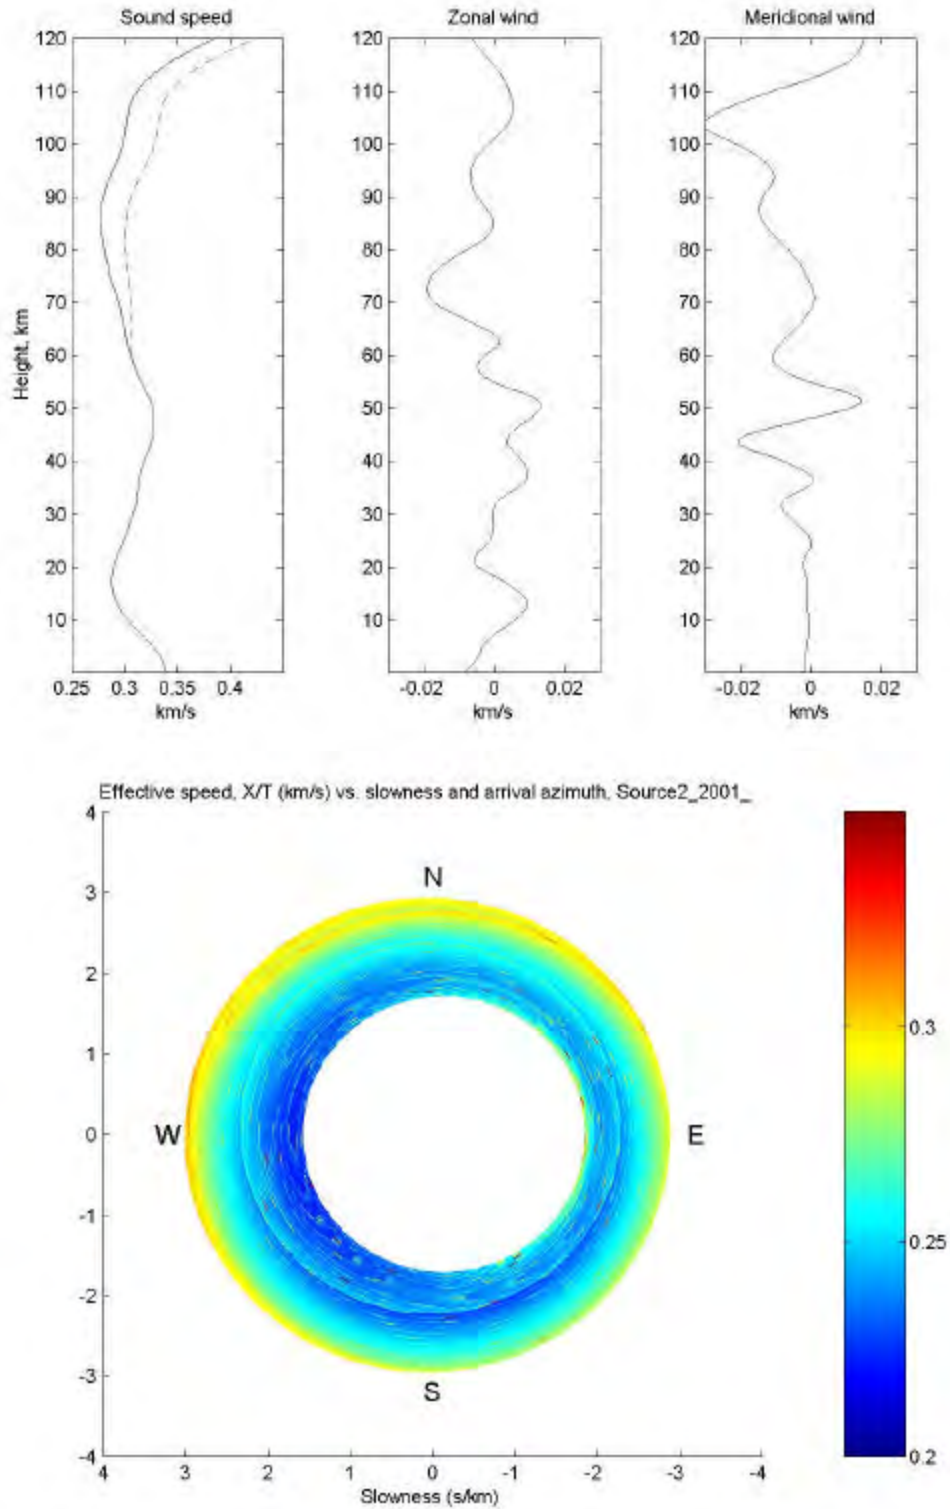 Sound speed
Zonal wind
Meridional wind
120 120 120
110 110 110
100 100 100
90 90 90
80 80 80
70 70 70
60 60 60
50 50 50
40 40 40
30 30 30
20 20 20
10 10 10
Height, km
0.25 0.3 0.35 0.4
-0.02 0 0.02
-0.02 0 0.02
km/s
km/s
km/s
Effective speed, X/T (km/s) vs. slowness and arrival azimuth, Source2_2001_
4
3
2
1
0
-1
-2
-3
-4
N
W
E
S
4 3 2 1 0 -1 -2 -3 -4
Slowness (s/km)
0.3
0.25
0.2